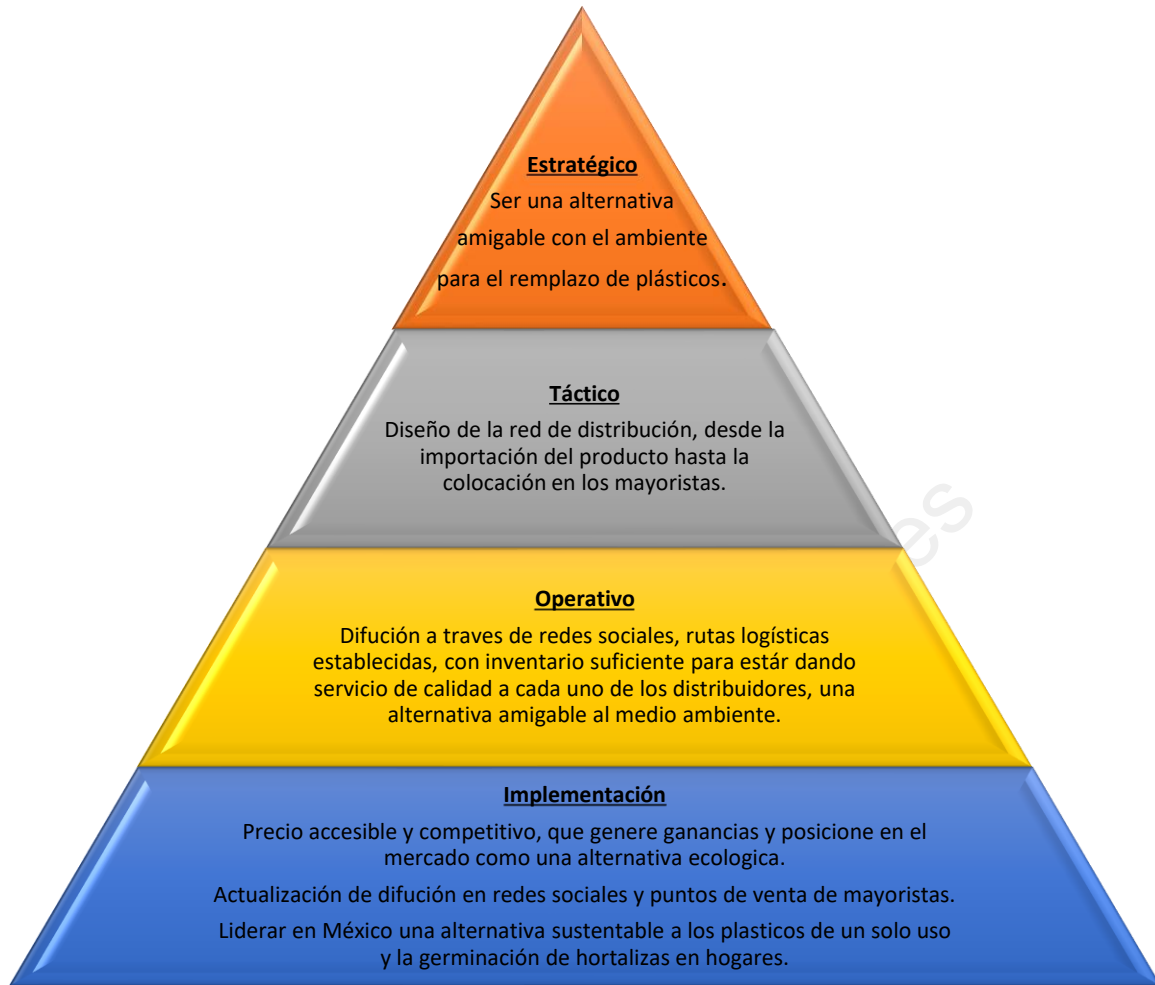 Estratégico
Ser una alternativa
amigable con el ambiente
para el remplazo de plásticos.
Táctico
Diseño de la red de distribución, desde la
importación del producto hasta la
colocación en los mayoristas.
Operativo
Difución a traves de redes sociales, rutas logísticas
establecidas, con inventario suficiente para estár dando
servicio de calidad a cada uno de los distribuidores, una
alternativa amigable al medio ambiente.
Implementación
Precio accesible y competitivo, que genere ganancias y posicione en el
mercado como una alternativa ecologica.
Actualización de difución en redes sociales y puntos de venta de mayoristas.
Liderar en México una alternativa sustentable a los plasticos de un solo uso
y la germinación de hortalizas en hogares.